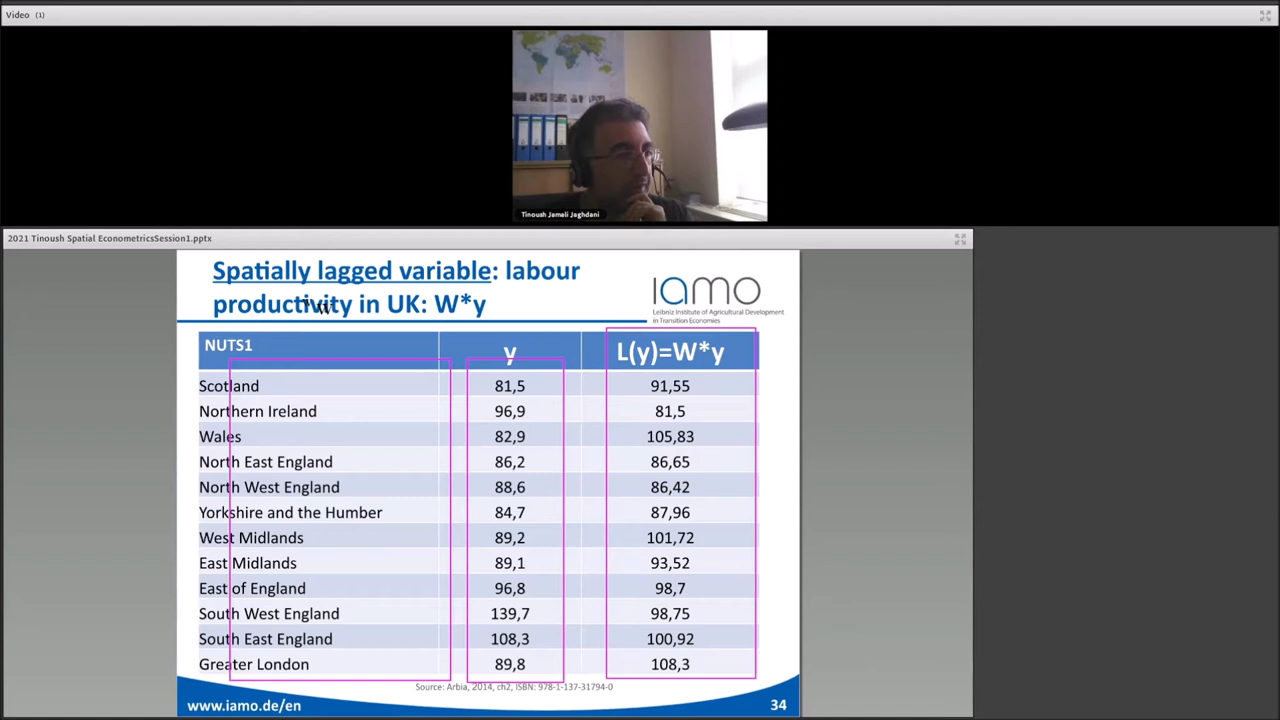 Video (1)
Tinoush Jamali Jaghdani
2021 Tinoush Spatial EconometricsSession1.pptx
Spatially lagged variable: labour
productivity in UK: W*y
iamo
Leibniz Institute of Agricultural Development
in Transition Economies
NUTS1 y L(y)=W*y
Scotland 81,5 91,55
Northern Ireland 96,9 81,5
Wales 82,9 105,83
North East England 86,2 86,65
North West England 88,6 86,42
Yorkshire and the Humber 84,7 87,96
West Midlands 89,2 101,72
East Midlands 89,1 93,52
East of England 96,8 98,7
South West England 139,7 98,75
South East England 108,3 100,92
Greater London 89,8 108,3
Source: Arbia, 2014, ch2, ISBN: 978-1-137-31794-0
www.iamo.de/en 34